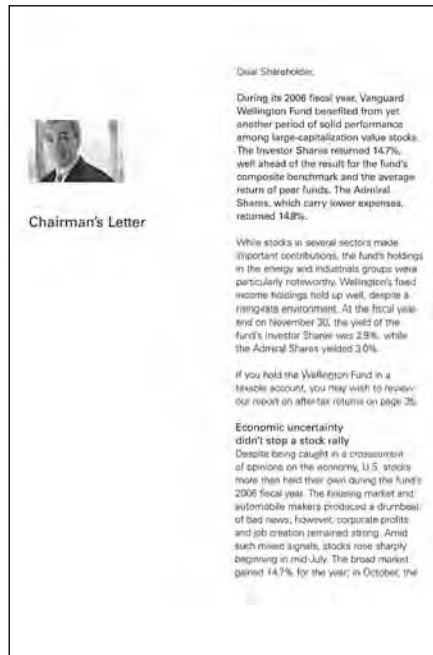 Dear Shareholder,
During its 2006 fiscal year, Vanguard
Wellington Fund benefited from yet
another period of solid performance
among large-capitalization value stocks.
The Investor Shares returned 14.7%,
well ahead of the result for the fund's
composite benchmark and the average
return of peer funds. The Admiral
Shares, which carry lower expenses,
returned 14.8%.
Chairman's Letter
While stocks in several sectors made
important contributions, the fund's holdings
in the energy and industrials groups were
particularly noteworthy. Wellington's fixed
income holdings held up well, despite a
rising-rate environment. At the fiscal year-
end on November 30, the yield of the
fund's Investor Shares was 2.9%, while
the Admiral Shares yielded 3.0%.
If you hold the Wellington Fund in a
taxable account, you may wish to review
our report on after-tax returns on page 35.
Economic uncertainty
didn't stop a stock rally
Despite being caught in a crosscurrent
of opinions on the economy, U.S. stocks
more than held their own during the fund's
2006 fiscal year. The housing market and
automobile makers produced a drumbeat
of bad news; however, corporate profits
and job creation remained strong. Amid
such mixed signals, stocks rose sharply
beginning in mid-July. The broad market
gained 14.7% for the year; in October, the